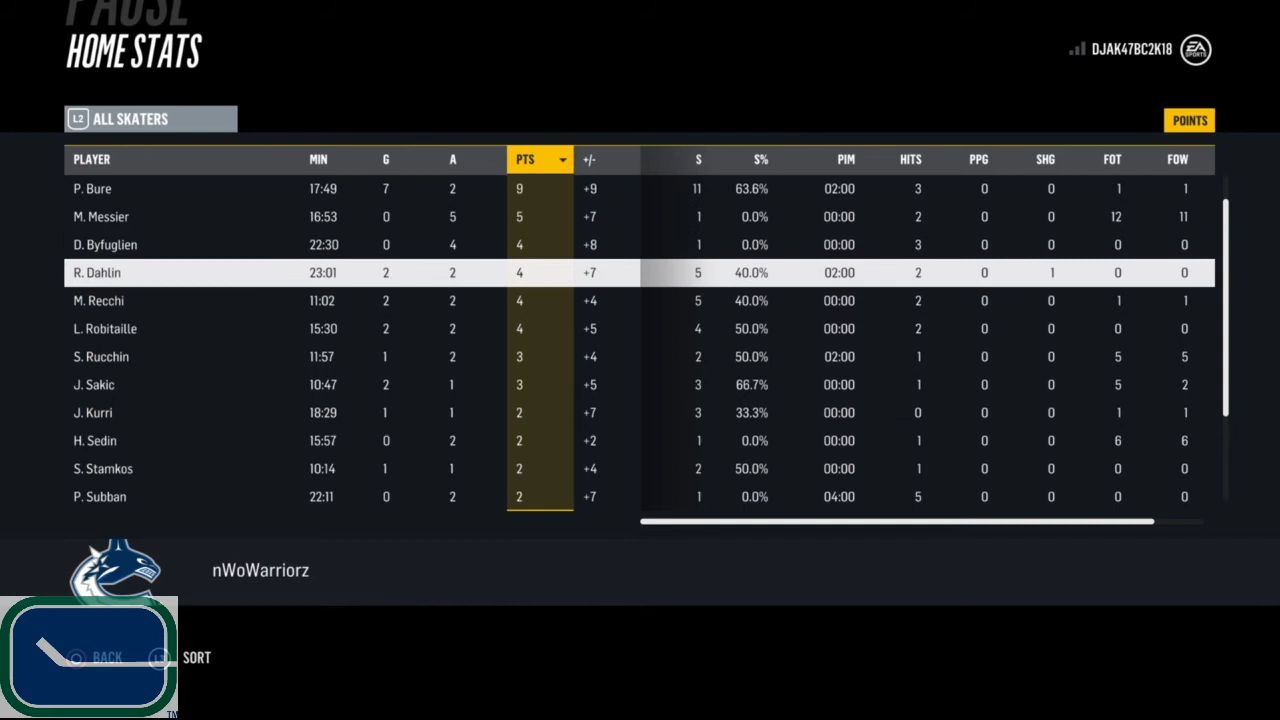 PAUSE
HOME STATS
DJAK47BC2K18 EA SPORTS
L2 ALL SKATERS
POINTS
PLAYER MIN G A PTS +/- S S% PIM HITS PPG SHG FOT FOW
P. Bure 17:49 7 2 9 +9 11 63.6% 02:00 3 0 0 1 1
M. Messier 16:53 0 5 5 +7 1 0.0% 00:00 2 0 0 12 11
D. Byfuglien 22:30 0 4 4 +8 1 0.0% 00:00 3 0 0 0 0
R. Dahlin 23:01 2 2 4 +7 5 40.0% 02:00 2 0 1 0 0
M. Recchi 11:02 2 2 4 +4 5 40.0% 00:00 2 0 0 1 1
L. Robitaille 15:30 2 2 4 +5 4 50.0% 00:00 2 0 0 0 0
S. Rucchin 11:57 1 2 3 +4 2 50.0% 02:00 1 0 0 5 5
J. Sakic 10:47 2 1 3 +5 3 66.7% 00:00 1 0 0 5 2
J. Kurri 18:29 1 1 2 +7 3 33.3% 00:00 0 0 0 1 1
H. Sedin 15:57 0 2 2 +2 1 0.0% 00:00 1 0 0 6 6
S. Stamkos 10:14 1 1 2 +4 2 50.0% 00:00 1 0 0 0 0
P. Subban 22:11 0 2 2 +7 1 0.0% 04:00 5 0 0 0 0
nWoWarriorz
BACK SORT
TM